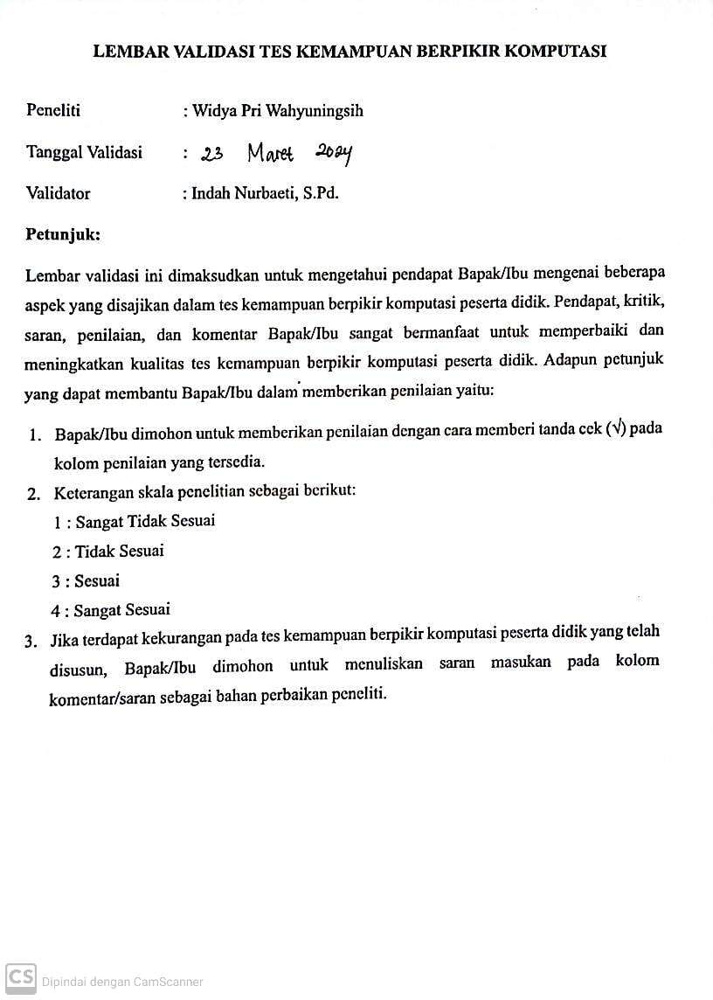 LEMBAR VALIDASI TES KEMAMPUAN BERPIKIR KOMPUTASI
Peneliti : Widya Pri Wahyuningsih
Tanggal Validasi : 23 Maret 2024
Validator : Indah Nurbaeti, S.Pd.
Petunjuk:
Lembar validasi ini dimaksudkan untuk mengetahui pendapat Bapak/Ibu mengenai beberapa
aspek yang disajikan dalam tes kemampuan berpikir komputasi peserta didik. Pendapat, kritik,
saran, penilaian, dan komentar Bapak/Ibu sangat bermanfaat untuk memperbaiki dan
meningkatkan kualitas tes kemampuan berpikir komputasi peserta didik. Adapun petunjuk
yang dapat membantu Bapak/Ibu dalam memberikan penilaian yaitu:
1. Bapak/Ibu dimohon untuk memberikan penilaian dengan cara memberi tanda cek (√) pada
kolom penilaian yang tersedia.
2. Keterangan skala penelitian sebagai berikut:
1 : Sangat Tidak Sesuai
2 : Tidak Sesuai
3 : Sesuai
4 : Sangat Sesuai
3. Jika terdapat kekurangan pada tes kemampuan berpikir komputasi peserta didik yang telah
disusun, Bapak/Ibu dimohon untuk menuliskan saran masukan pada kolom
komentar/saran sebagai bahan perbaikan peneliti.
CS Dipindai dengan CamScanner